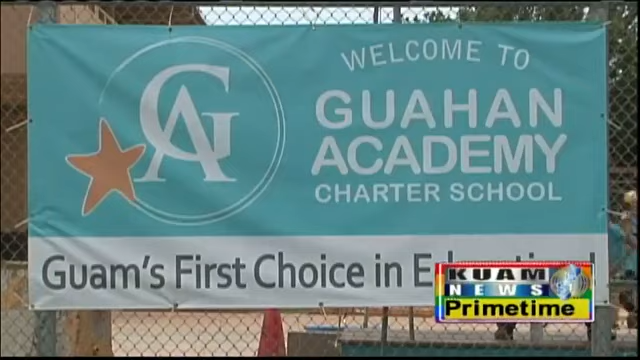 GA
WELCOME TO
GUAHAN
ACADEMY
CHARTER SCHOOL
Guam's First Choice in
KUAM
NEWS
Primetime